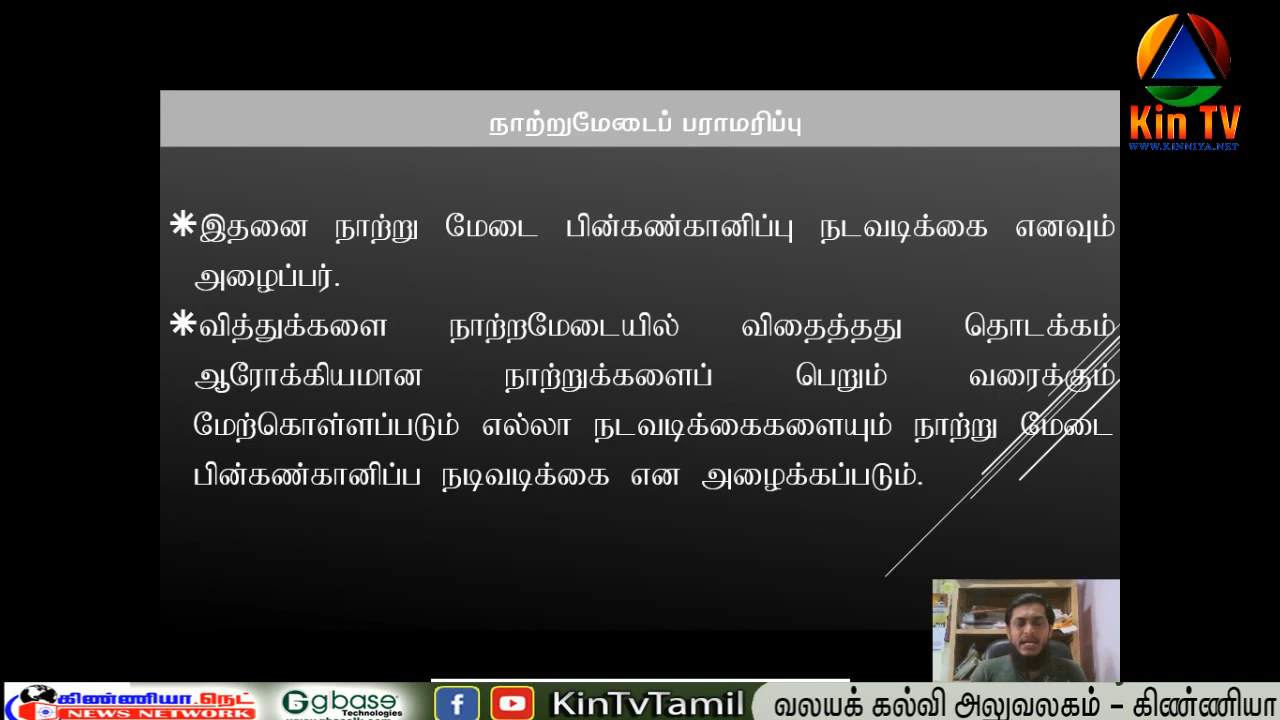 நாற்றுமேடைப் பராமரிப்பு
இதனை நாற்று மேடை பின்கண்கானிப்பு நடவடிக்கை எனவும்
அழைப்பர்.
வித்துக்களை நாற்றமேடையில் விதைத்தது தொடக்கம்
ஆரோக்கியமான நாற்றுக்களைப் பெறும் வரைக்கும்
மேற்கொள்ளப்படும் எல்லா நடவடிக்கைகளையும் நாற்று மேடை
பின்கண்கானிப்ப நடிவடிக்கை என அழைக்கப்படும்.
Kin TV
WWW.KINNIYA.NET
கிண்ணியா.நெட்
NEWS NETWORK
Ggbase
Technologies
KinTvTamil
வலயக் கல்வி அலுவலகம் - கிண்ணியா